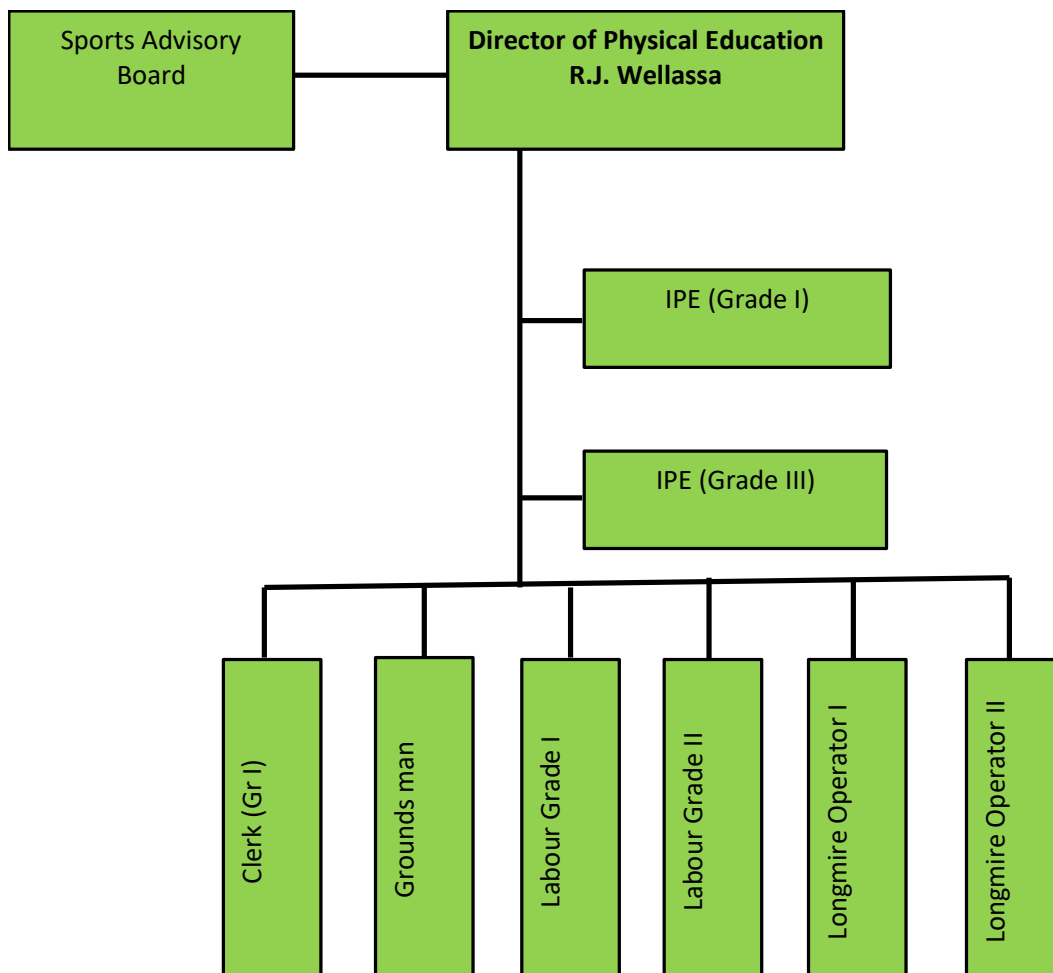 Sports Advisory
Board
Director of Physical Education
R.J. Wellassa
IPE (Grade I)
IPE (Grade III)
Clerk (Gr I)
Grounds man
Labour Grade I
Labour Grade II
Longmire Operator I
Longmire Operator II